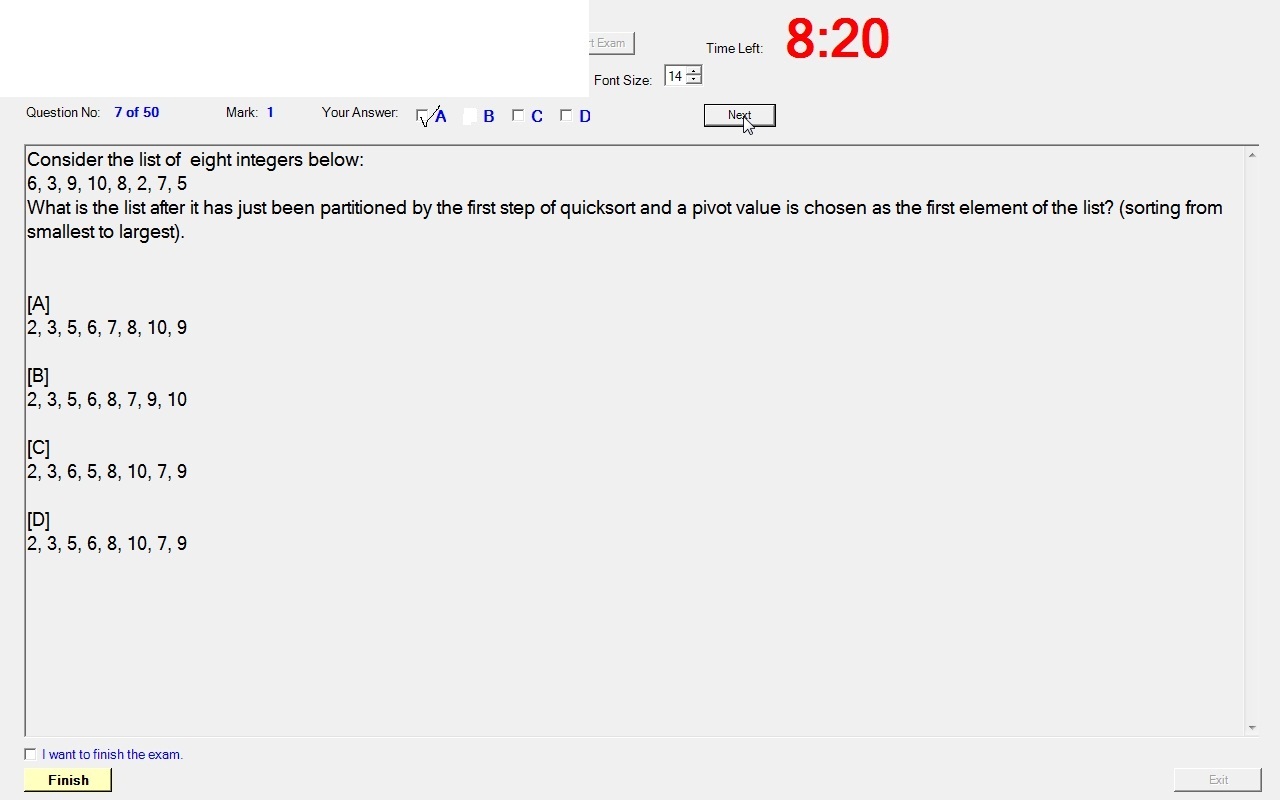 t Exam
Time Left: 8:20
Font Size: 14
Question No: 7 of 50 Mark: 1 Your Answer: A B C D Next
Consider the list of eight integers below:
6, 3, 9, 10, 8, 2, 7, 5
What is the list after it has just been partitioned by the first step of quicksort and a pivot value is chosen as the first element of the list? (sorting from
smallest to largest).
[A]
2, 3, 5, 6, 7, 8, 10, 9
[B]
2, 3, 5, 6, 8, 7, 9, 10
[C]
2, 3, 6, 5, 8, 10, 7, 9
[D]
2, 3, 5, 6, 8, 10, 7, 9
I want to finish the exam.
Finish
Exit